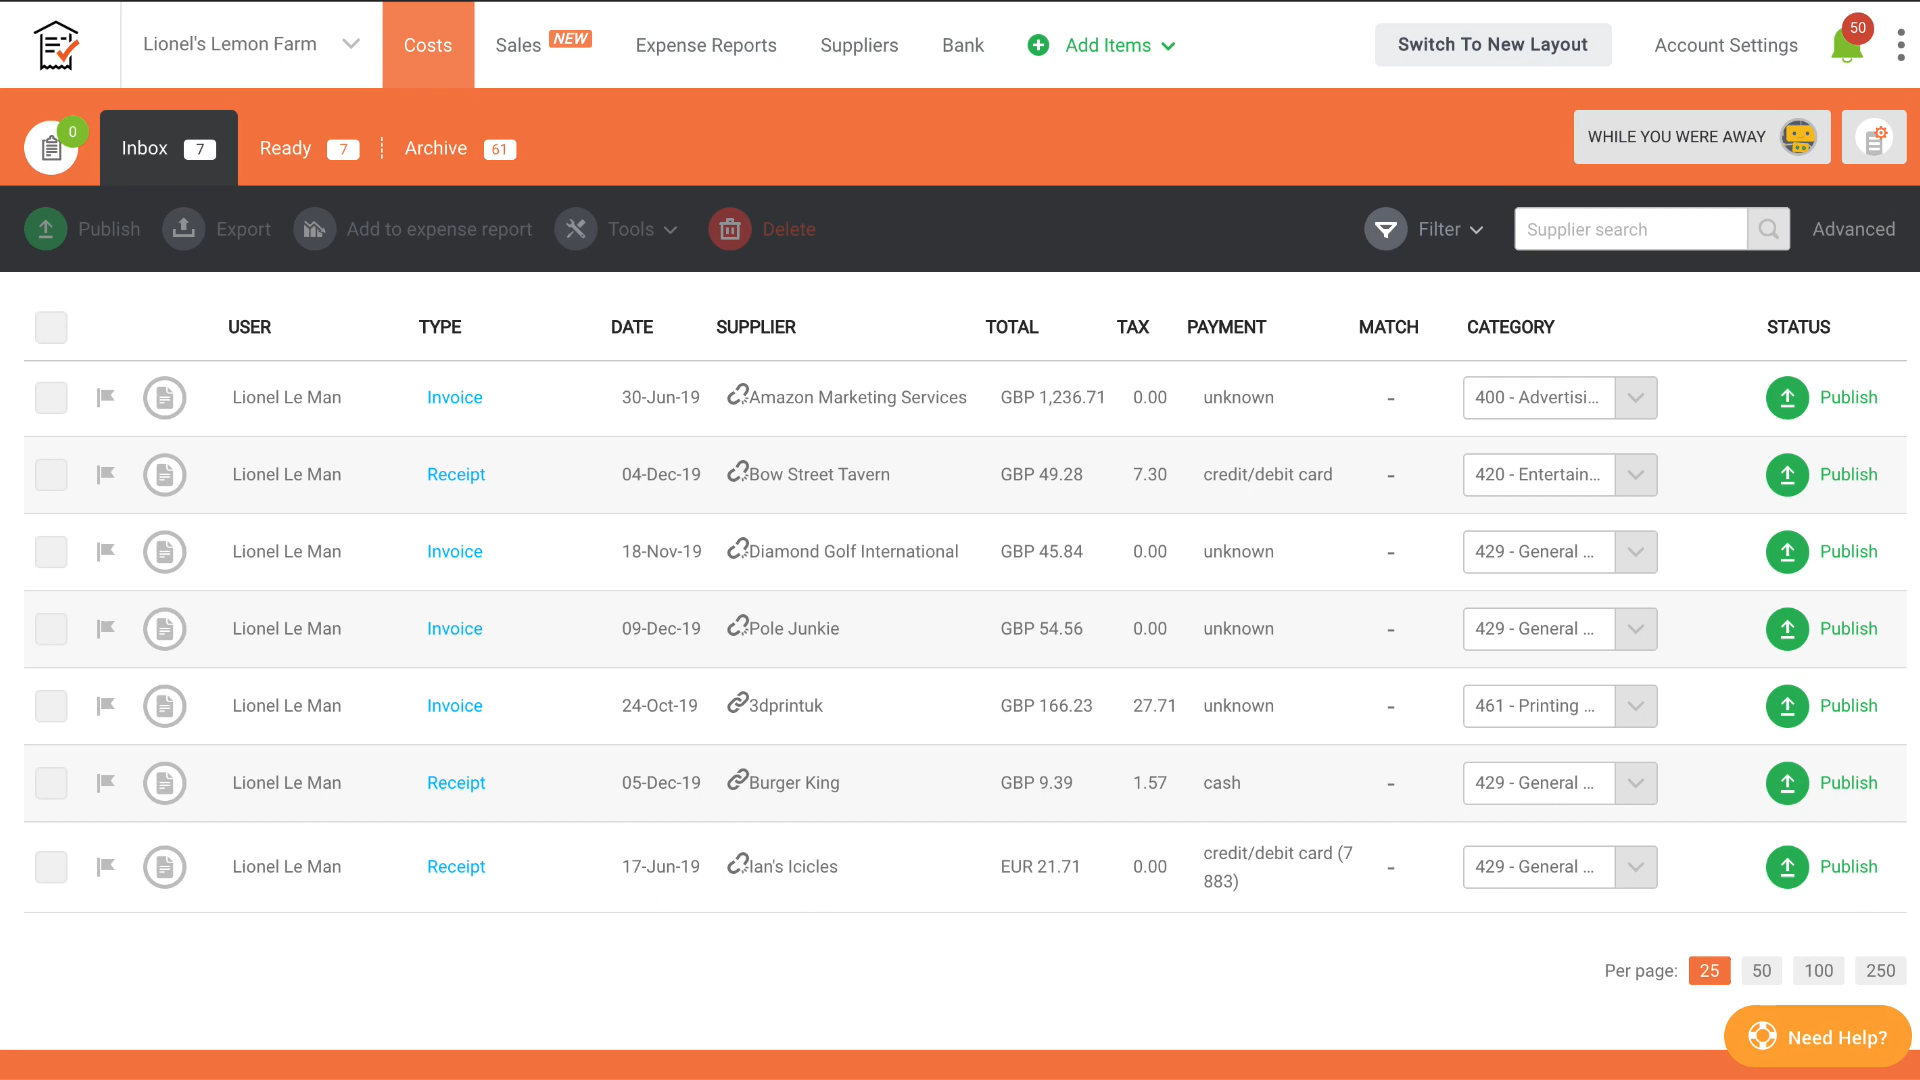 Lionel's Lemon Farm
Costs
Sales NEW
Expense Reports
Suppliers
Bank
Add Items
Switch To New Layout
Account Settings
50
0
Inbox 7
Ready 7
Archive 61
WHILE YOU WERE AWAY
Publish
Export
Add to expense report
Tools
Delete
Filter
Supplier search
Advanced
USER TYPE DATE SUPPLIER TOTAL TAX PAYMENT MATCH CATEGORY STATUS
Lionel Le Man Invoice 30-Jun-19 Amazon Marketing Services GBP 1,236.71 0.00 unknown - 400 - Advertisi... Publish
Lionel Le Man Receipt 04-Dec-19 Bow Street Tavern GBP 49.28 7.30 credit/debit card - 420 - Entertain... Publish
Lionel Le Man Invoice 18-Nov-19 Diamond Golf International GBP 45.84 0.00 unknown - 429 - General ... Publish
Lionel Le Man Invoice 09-Dec-19 Pole Junkie GBP 54.56 0.00 unknown - 429 - General ... Publish
Lionel Le Man Invoice 24-Oct-19 3dprintuk GBP 166.23 27.71 unknown - 461 - Printing ... Publish
Lionel Le Man Receipt 05-Dec-19 Burger King GBP 9.39 1.57 cash - 429 - General ... Publish
Lionel Le Man Receipt 17-Jun-19 Ian's Icicles EUR 21.71 0.00 credit/debit card (7
883) - 429 - General ... Publish
Per page: 25 50 100 250
Need Help?